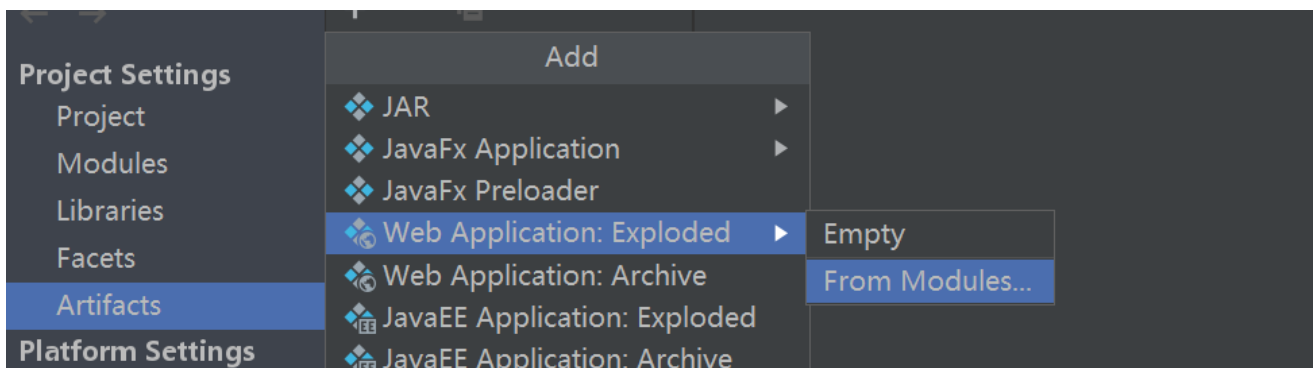 Project Settings
Project
Modules
Libraries
Facets
Artifacts
Platform Settings
Add
JAR
JavaFx Application
JavaFx Preloader
Web Application: Exploded
Web Application: Archive
JavaEE Application: Exploded
JavaEE Application: Archive
Empty
From Modules...